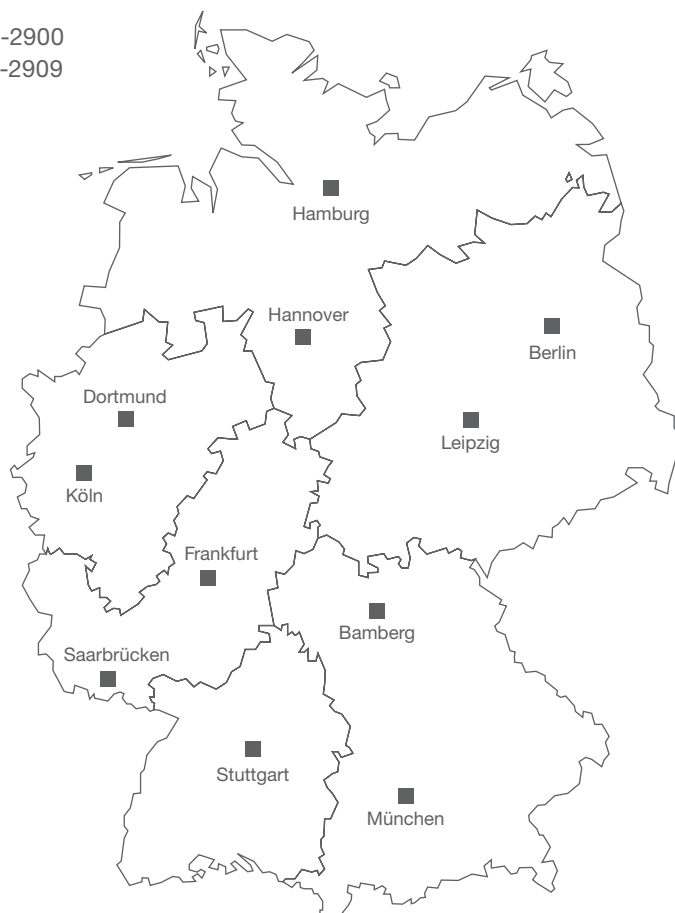 -2900
-2909
Hamburg
Hannover
Berlin
Dortmund
Leipzig
Köln
Frankfurt
Bamberg
Saarbrücken
Stuttgart
München